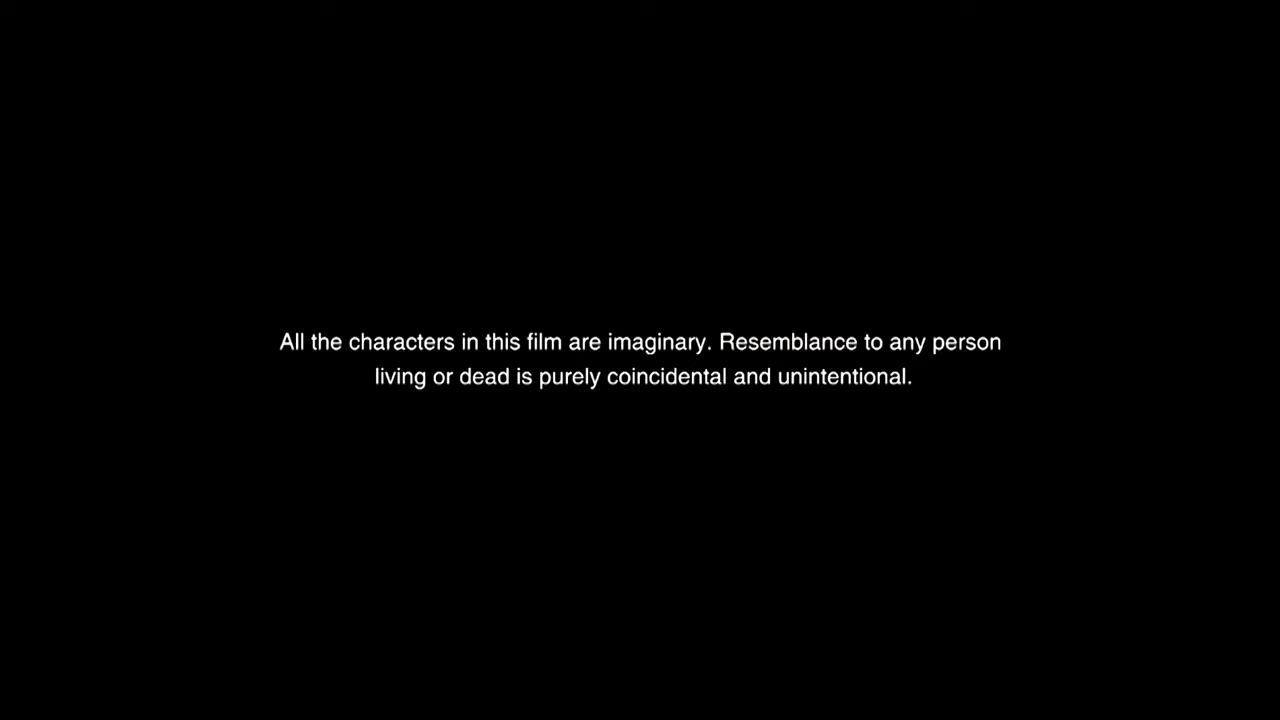 All the characters in this film are imaginary. Resemblance to any person
living or dead is purely coincidental and unintentional.